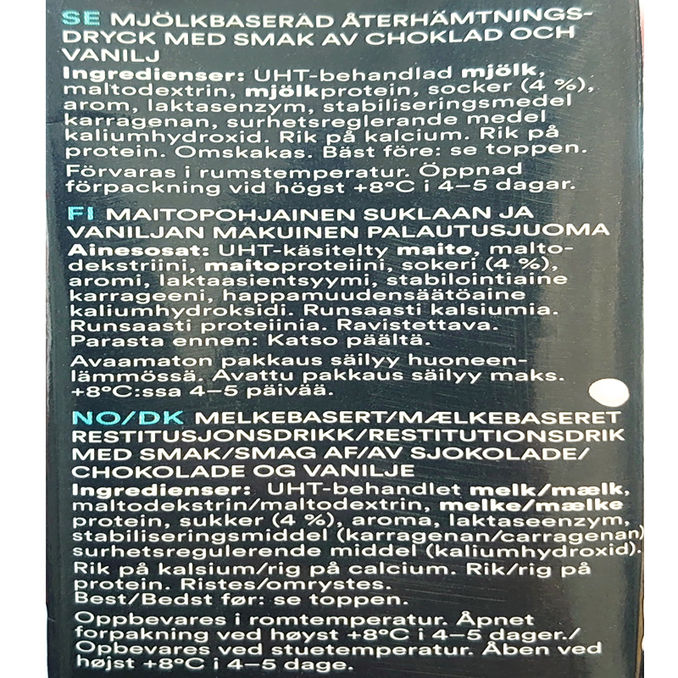 SE MJÖLKBASERAD ÅTERHÄMTNINGS-
DRYCK MED SMAK AV CHOKLAD OCH
VANILJ
Ingredienser: UHT-behandlad mjölk,
maltodextrin, mjölkprotein, socker (4 %),
arom, laktasenzym, stabiliseringsmedel
karragenan, surhetsreglerande medel
kaliumhydroxid. Rik på kalcium. Rik på
protein. Omskakas. Bäst före: se toppen.
Förvaras i rumstemperatur. Öppnad
förpackning vid högst +8°C i 4–5 dagar.
FI MAITOPOHJAINEN SUKLAAN JA
VANILJAN MAKUINEN PALAUTUSJUOMA
Ainesosat: UHT-käsitelty maito, malto-
dekstriini, maitoproteiini, sokeri (4 %),
aromi, laktaasientsyymi, stabilointiaine
karrageeni, happamuudensäätöaine
kaliumhydroksidi. Runsaasti kalsiumia.
Runsaasti proteiinia. Ravistettava.
Parasta ennen: Katso päältä.
Avaamaton pakkaus säilyy huoneen-
lämmössä. Avattu pakkaus säilyy maks.
+8°C:ssa 4–5 päivää.
NO/DK MELKEBASERT/MÆLKEBASERET
RESTITUSJONSDRIKK/RESTITUTIONSDRIK
MED SMAK/SMAG AF/AV SJOKOLADE/
CHOKOLADE OG VANILJE
Ingredienser: UHT-behandlet melk/mælk,
maltodekstrin/maltodextrin, melke/mælke
protein, sukker (4 %), aroma, laktaseenzym,
stabiliseringsmiddel (karragenan/carragenan)
surhetsregulerende middel (kaliumhydroxid).
Rik på kalsium/rig på calcium. Rik/rig på
protein. Ristes/omrystes.
Best/Bedst før: se toppen.
Oppbevares i romtemperatur. Åpnet
forpakning ved høyst +8°C i 4–5 dager./
Opbevares ved stuetemperatur. Åben ved
højst +8°C i 4–5 dage.